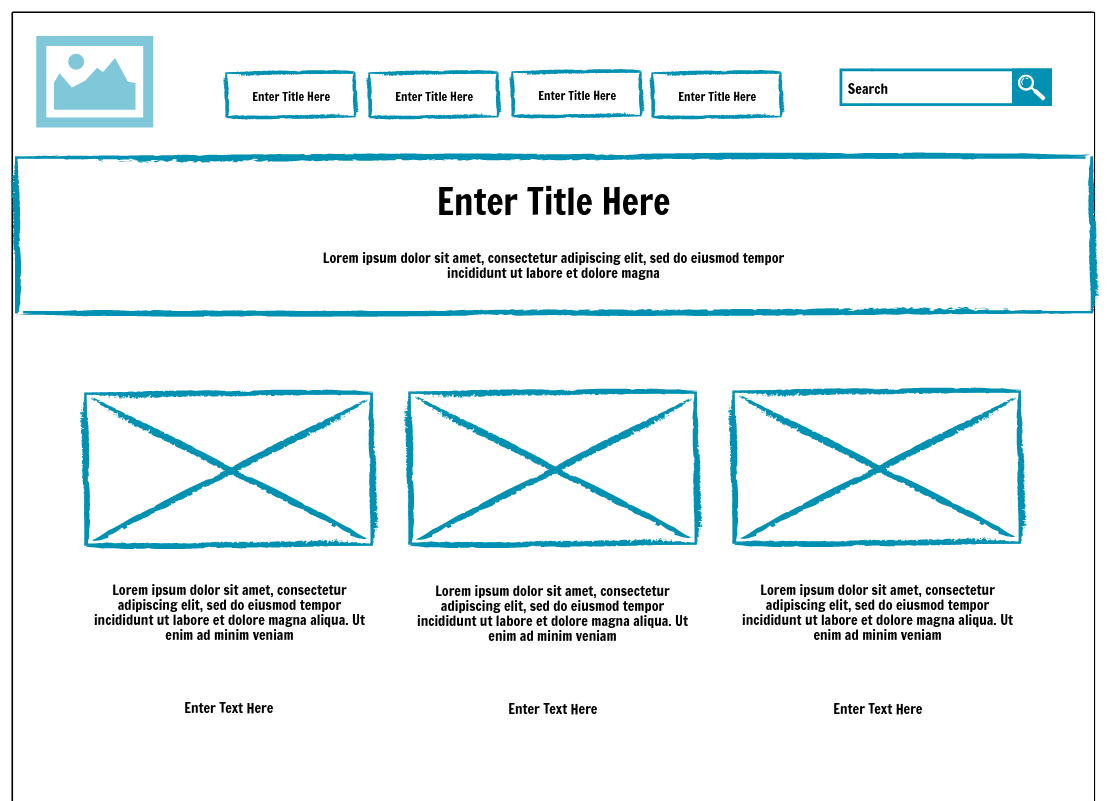 Enter Title Here
Enter Title Here
Enter Title Here
Enter Title Here
Search
Enter Title Here
Lorem ipsum dolor sit amet, consectetur adipiscing elit, sed do eiusmod tempor
incididunt ut labore et dolore magna
Lorem ipsum dolor sit amet, consectetur
adipiscing elit, sed do eiusmod tempor
incididunt ut labore et dolore magna aliqua. Ut
enim ad minim veniam
Lorem ipsum dolor sit amet, consectetur
adipiscing elit, sed do eiusmod tempor
incididunt ut labore et dolore magna aliqua. Ut
enim ad minim veniam
Lorem ipsum dolor sit amet, consectetur
adipiscing elit, sed do eiusmod tempor
incididunt ut labore et dolore magna aliqua. Ut
enim ad minim veniam
Enter Text Here
Enter Text Here
Enter Text Here